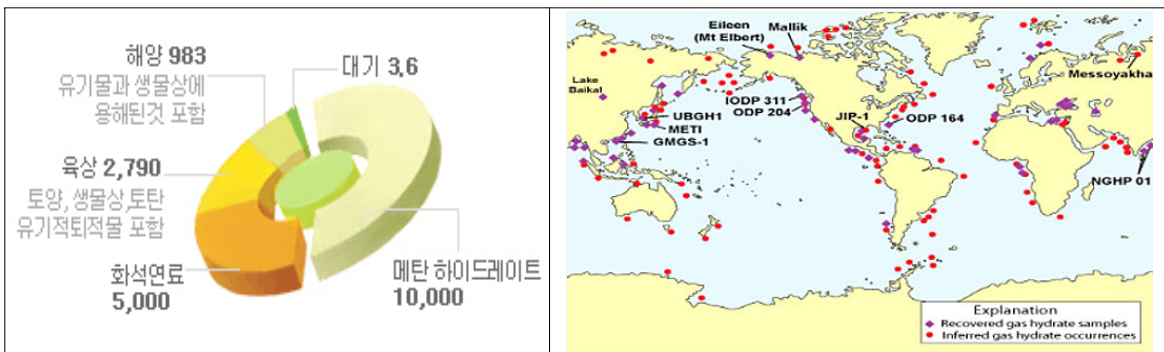 해양 983
유기물과 생물상에
용해된것 포함
대기 3.6
육상 2,790
토양, 생물상,토탄
유기적퇴적물 포함
화석연료
5,000
메탄 하이드레이트
10,000
Eileen
(Mt Elbert)
Mallik
Lake
Baikal
Messoyakha
IODP 311
ODP 204
UBGH1
METI
GMGS-1
JIP-1
ODP 164
NGHP 01
Explanation
Recovered gas hydrate samples
Inferred gas hydrate occurrences